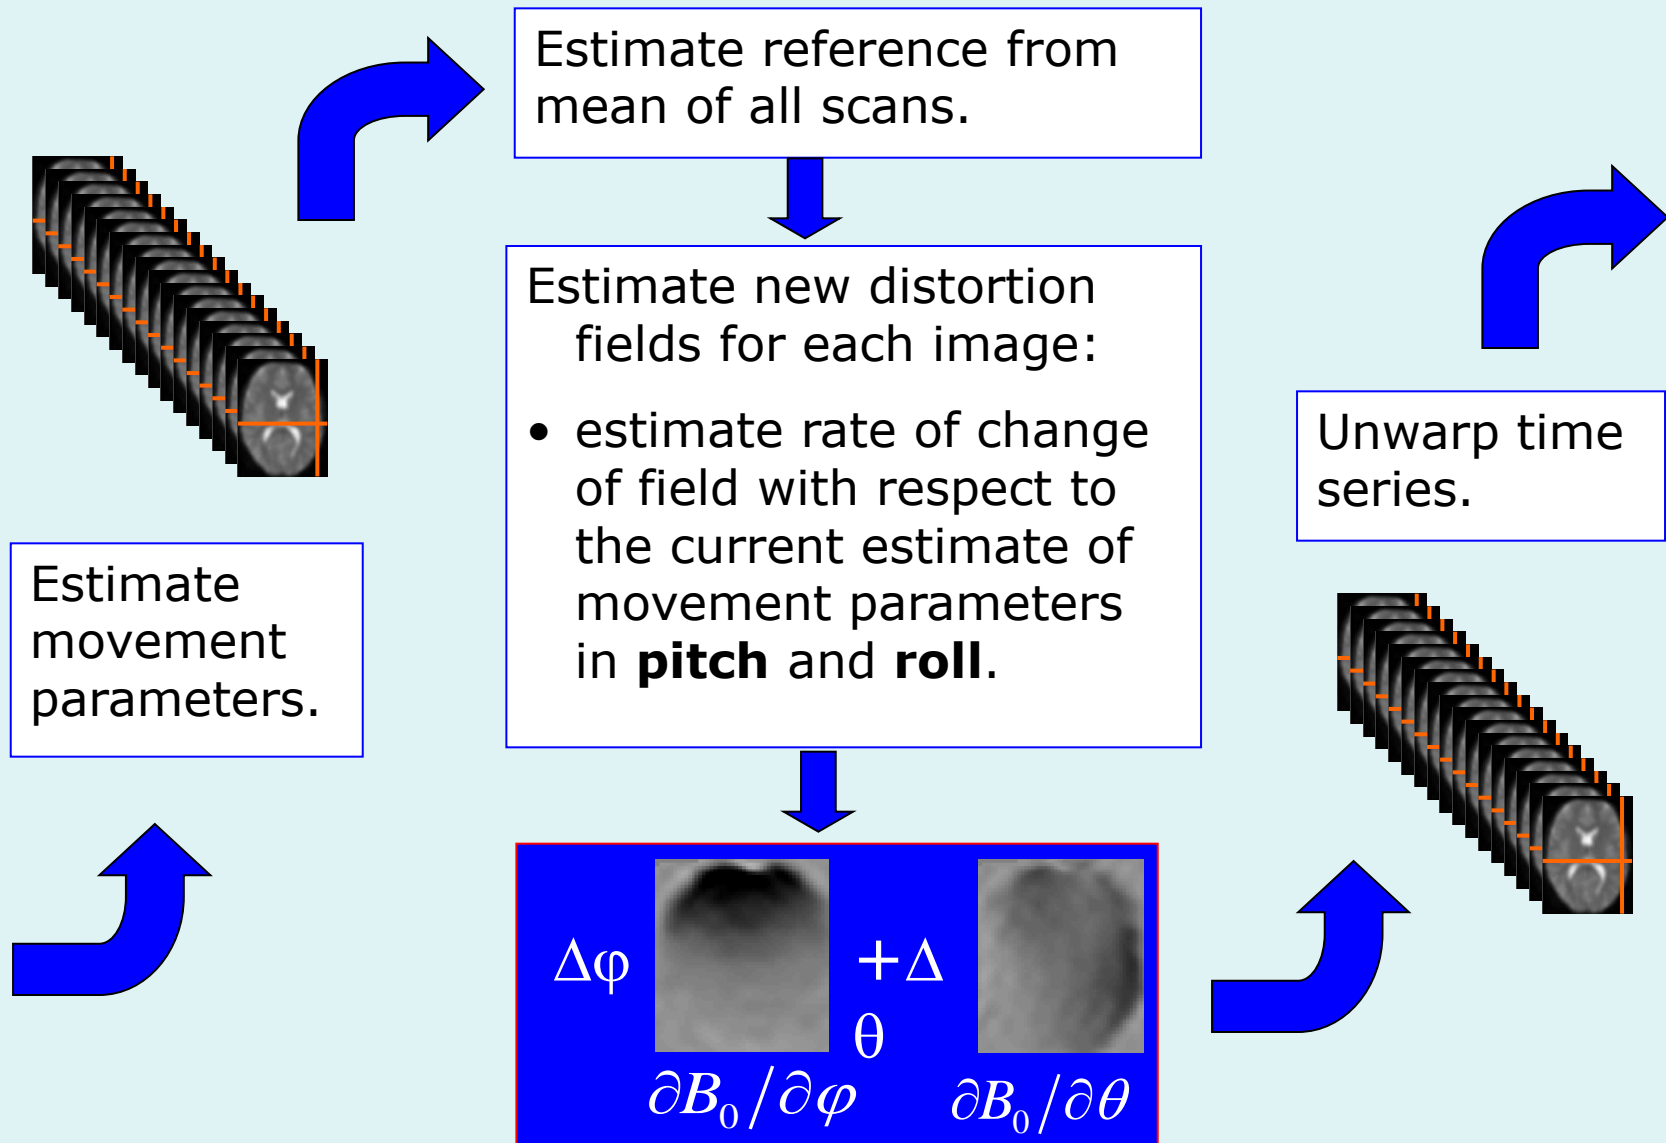 Estimate reference from
mean of all scans.
Estimate new distortion
fields for each image:
• estimate rate of change
of field with respect to
the current estimate of
movement parameters
in pitch and roll.
Estimate
movement
parameters.
Unwarp time
series.
Δφ
+Δ
θ
∂B₀/∂φ
∂B₀/∂θ